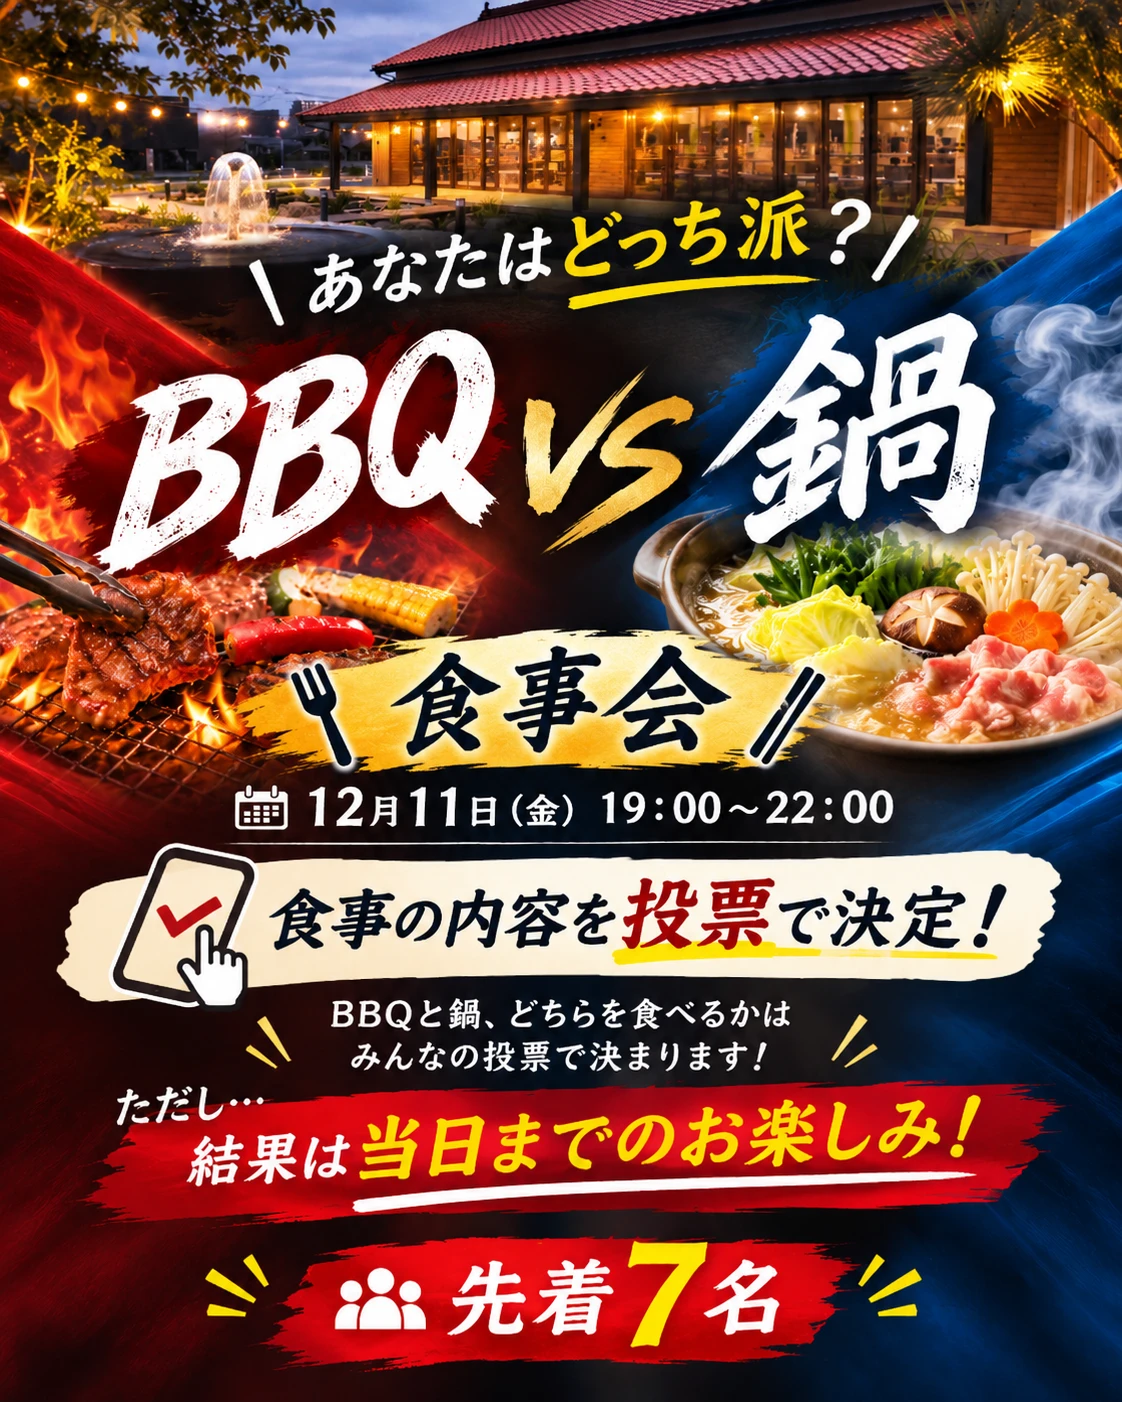 あなたはどっち派？
BBQ VS 鍋
食事会
12月11日（金） 19：00～22：00
食事の内容を投票で決定！
BBQと鍋、どちらを食べるかは
みんなの投票で決まります！
ただし…
結果は当日までのお楽しみ！
先着7名